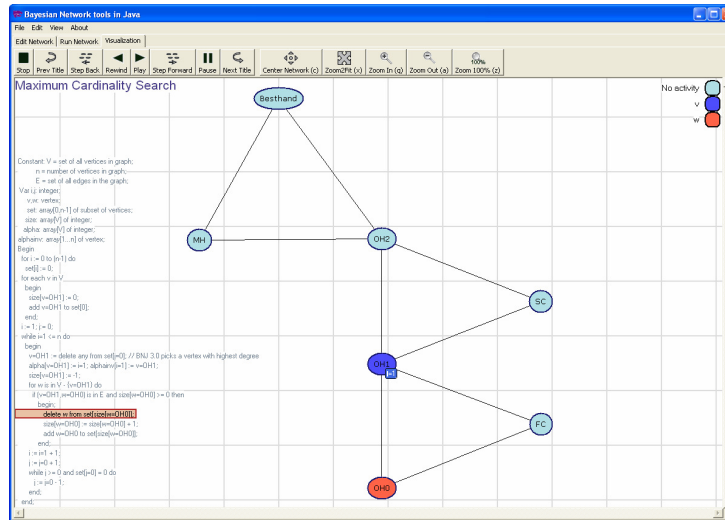 Bayesian Network tools in Java
File Edit View About
Edit Network Run Network Visualization
Stop Prev Title Step Back Rewind Play Step Forward Pause Next Title Center Network (c) Zoom2Fit (x) Zoom In (q) Zoom Out (a) Zoom 100% (z)
Maximum Cardinality Search
No activity
v
w
Besthand
MH
OH2
SC
OH1
FC
OH0
Constant: V = set of all vertices in graph;
n = number of vertices in graph;
E = set of all edges in the graph;
Var i,j: integer;
v,w: vertex;
set: array[0,n-1] of subset of vertices;
size: array[V] of integer;
alpha: array[V] of integer;
alphainv: array[1...n] of vertex;
Begin
for i := 0 to (n-1) do
set[i] := 0;
for each v in V
begin
size[v=OH1] := 0;
add v=OH1 to set[0];
end;
i := 1; j := 0;
while i=1 <= n do
begin
v=OH1 := delete any from set[j=0]; // BNJ 3.0 picks a vertex with highest degree
alpha[v=OH1] := i=1; alphainv[i=1] := v=OH1;
size[v=OH1] := -1;
for w is in V - {v=OH1} do
if {v=OH1,w=OH0} is in E and size[w=OH0] >= 0 then
begin;
delete w from set[size[w=OH0]];
size[w=OH0] := size[w=OH0] + 1;
add w=OH0 to set[size[w=OH0]];
end;
i := i=1 + 1;
j := j=0 + 1;
while j >= 0 and set[j=0] = 0 do
j := j=0 - 1;
end;
end;